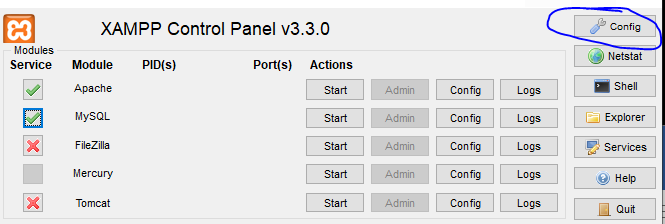 XAMPP Control Panel v3.3.0
Config
Modules
Service Module PID(s) Port(s) Actions
Netstat
Apache Start Admin Config Logs
Shell
MySQL Start Admin Config Logs
Explorer
FileZilla Start Admin Config Logs
Services
Mercury Start Admin Config Logs
Help
Tomcat Start Admin Config Logs
Quit